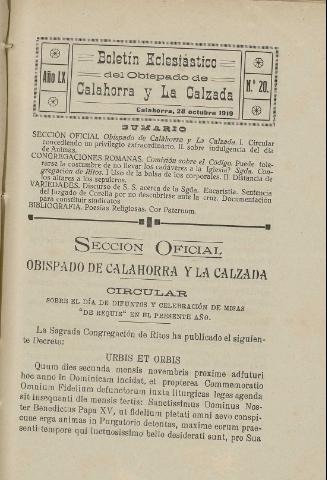 Boletín Eclesiástico
del Obispado de
Calahorra y La Calzada
AÑO LX
N.º 20.
Calahorra, 28 octubre 1919
SUMARIO
SECCIÓN OFICIAL Obispado de Calahorra y La Calzada I. Circular
concediendo un privilegio extraordinario. II. sobre indulgencia del día
de Ánimas.
CONGREGACIONES ROMANAS. Comisión sobre el Código. Puede tole-
rarse la costumbre de no llevar los cadáveres a la Iglesia? Sgda. Con-
gregación de Ritos. I Uso de la bolsa de los corporales. II. Distancia de
los altares a los sepulcros.
VARIEDADES. Discurso de S. S. acerca de la Sgda. Eucaristía. Sentencia
del Juzgado de Corella por no descubrirse ante la cruz. Documentación
para constituir sindicatos
BIBLIOGRAFIA. Poesías Religiosas. Cor Paternum.
SECCION OFICIAL
OBISPADO DE CALAHORRA Y LA CALZADA
CIRCULAR
SOBRE EL DÍA DE DIFUNTOS Y CELEBRACIÓN DE MISAS
"DE REQUIE" EN EL PRESENTE AÑO.
La Sagrada Congregación de Ritos ha publicado el siguien-
te Decreto:
URBIS ET ORBIS
Quum dies secunda mensis novembris proxime adfuturi
hoc anno in Dominicam incidat, et propterea Commemoratio
Omnium Fidelium defunctorum juxta liturgicas leges agenda
sit insequenti die mensis tertia: Sanctissimus Dominus Nos-
ter Benedictus Papa XV, ut fidelium pietati omni aevo conspi-
cuae erga animas in Purgatorio detentas, maxime eorum prae-
senti tempore qui luctuosissimo bello desiderati sunt, pro Sua